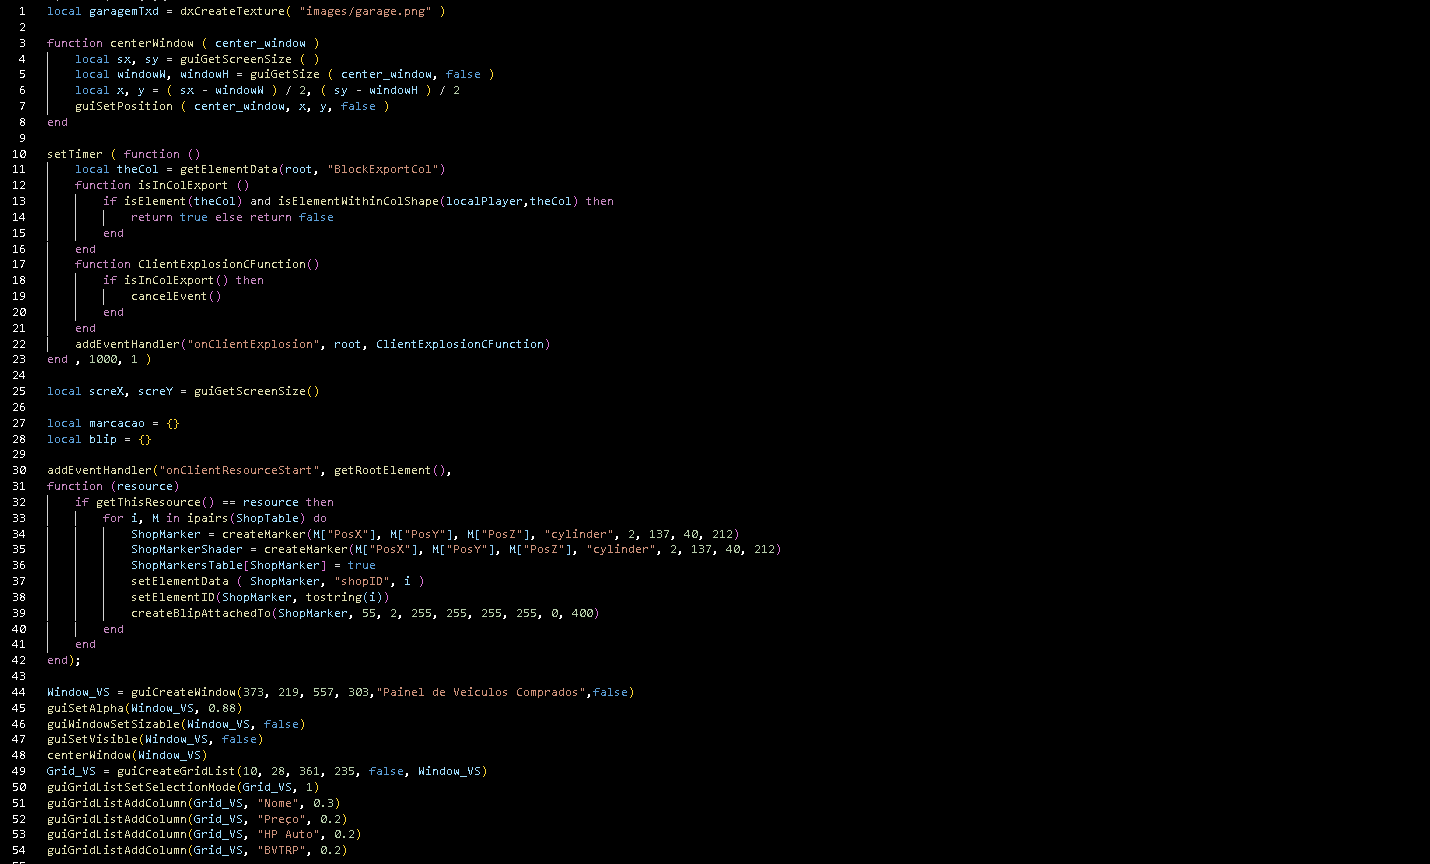 1 local garagemTxd = dxCreateTexture( "images/garage.png" )
2
3 function centerWindow ( center_window )
4 local sx, sy = guiGetScreenSize ( )
5 local windowW, windowH = guiGetSize ( center_window, false )
6 local x, y = ( sx - windowW ) / 2, ( sy - windowH ) / 2
7 guiSetPosition ( center_window, x, y, false )
8 end
9
10 setTimer ( function ()
11 local theCol = getElementData(root, "BlockExportCol")
12 function isInColExport ()
13 if isElement(theCol) and isElementWithinColShape(localPlayer,theCol) then
14 return true else return false
15 end
16 end
17 function ClientExplosionCFunction()
18 if isInColExport() then
19 cancelEvent()
20 end
21 end
22 addEventHandler("onClientExplosion", root, ClientExplosionCFunction)
23 end , 1000, 1 )
24
25 local screX, screY = guiGetScreenSize()
26
27 local marcacao = {}
28 local blip = {}
29
30 addEventHandler("onClientResourceStart", getRootElement(),
31 function (resource)
32 if getThisResource() == resource then
33 for i, M in ipairs(ShopTable) do
34 ShopMarker = createMarker(M["PosX"], M["PosY"], M["PosZ"], "cylinder", 2, 137, 40, 212)
35 ShopMarkerShader = createMarker(M["PosX"], M["PosY"], M["PosZ"], "cylinder", 2, 137, 40, 212)
36 ShopMarkersTable[ShopMarker] = true
37 setElementData ( ShopMarker, "shopID", i )
38 setElementID(ShopMarker, tostring(i))
39 createBlipAttachedTo(ShopMarker, 55, 2, 255, 255, 255, 255, 0, 400)
40 end
41 end
42 end);
43
44 Window_VS = guiCreateWindow(373, 219, 557, 303,"Painel de Veiculos Comprados",false)
45 guiSetAlpha(Window_VS, 0.88)
46 guiWindowSetSizable(Window_VS, false)
47 guiSetVisible(Window_VS, false)
48 centerWindow(Window_VS)
49 Grid_VS = guiCreateGridList(10, 28, 361, 235, false, Window_VS)
50 guiGridListSetSelectionMode(Grid_VS, 1)
51 guiGridListAddColumn(Grid_VS, "Nome", 0.3)
52 guiGridListAddColumn(Grid_VS, "Preço", 0.2)
53 guiGridListAddColumn(Grid_VS, "HP Auto", 0.2)
54 guiGridListAddColumn(Grid_VS, "BVTRP", 0.2)